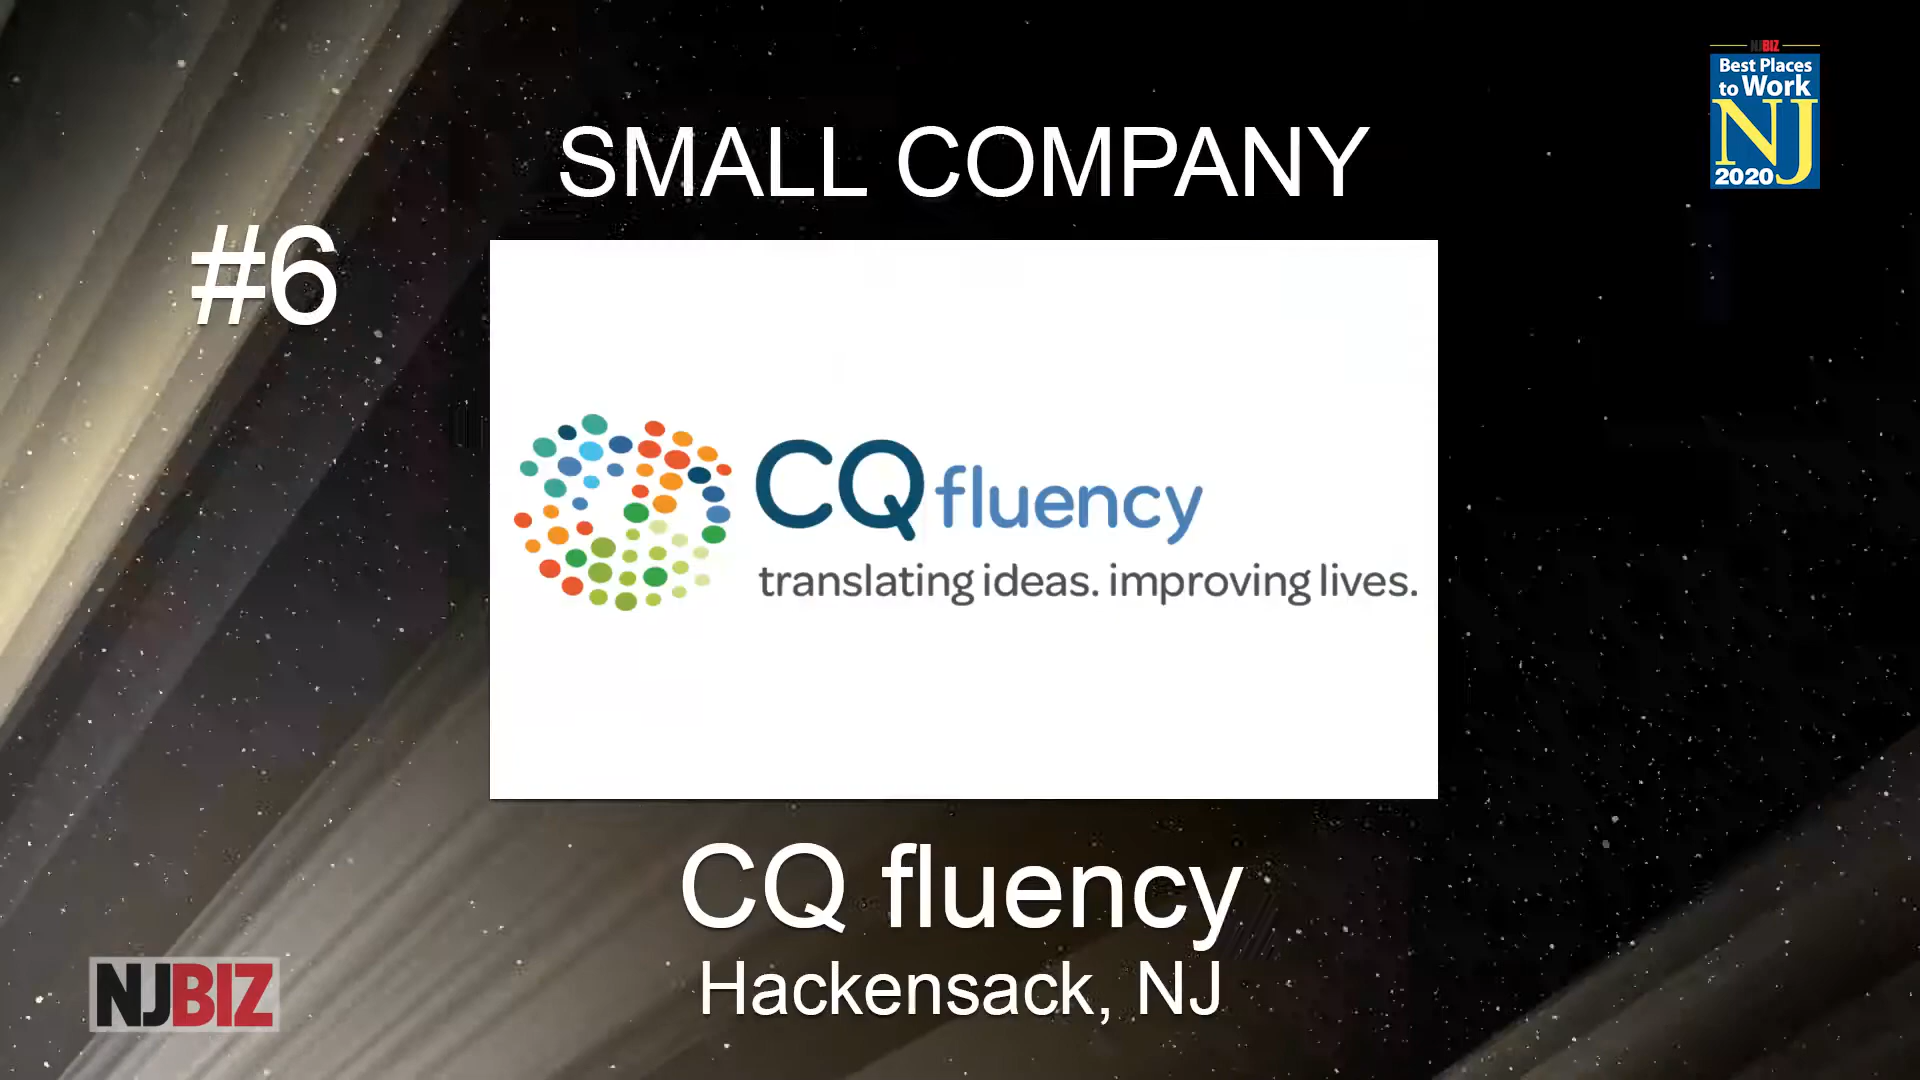 NJBIZ
Best Places
to Work
NJ
2020
SMALL COMPANY
#6
CQ fluency
translating ideas. improving lives.
CQ fluency
Hackensack, NJ
NJBIZ